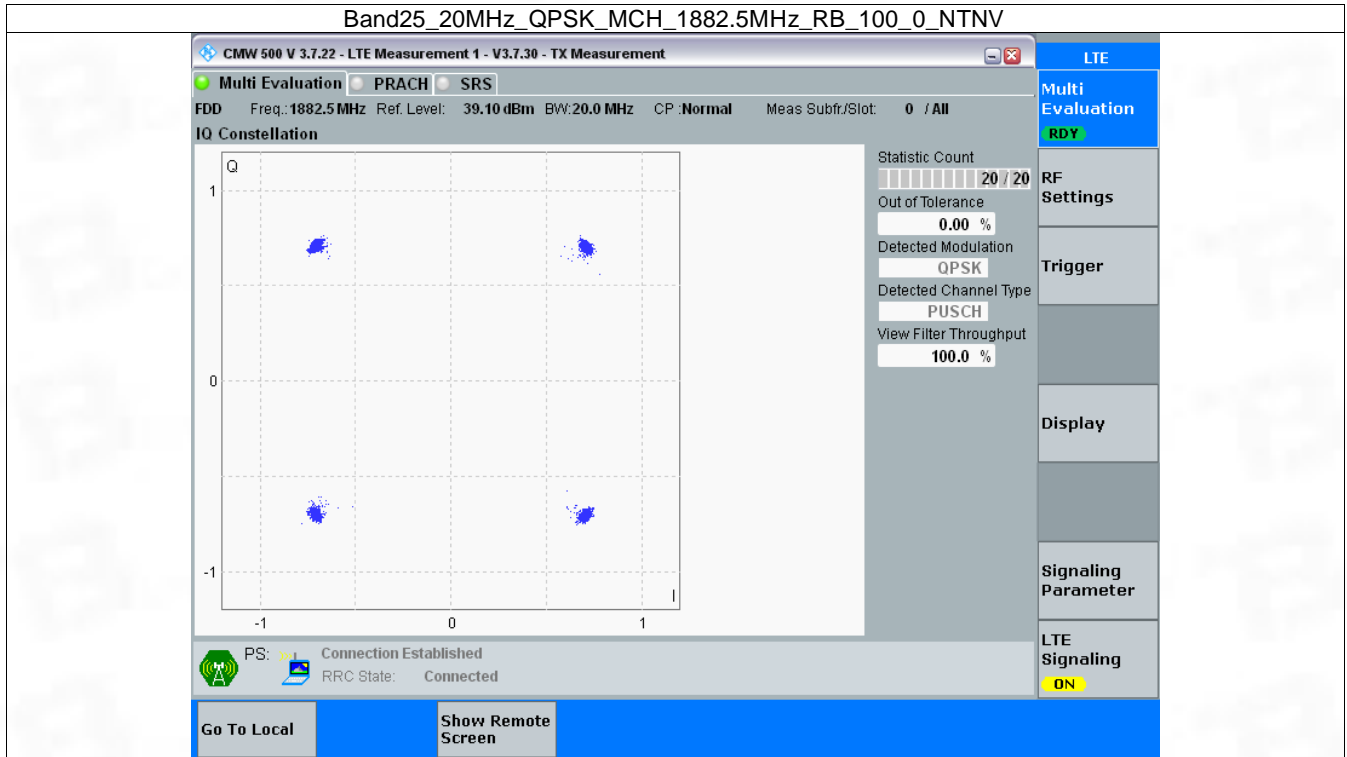 Band25_20MHz_QPSK_MCH_1882.5MHz_RB_100_0_NTNV
CMW 500 V 3.7.22 - LTE Measurement 1 - V3.7.30 - TX Measurement
LTE
Multi Evaluation PRACH SRS
Multi
Evaluation
RDY
FDD Freq.: 1882.5 MHz Ref. Level: 39.10 dBm BW: 20.0 MHz CP : Normal Meas Subfr./Slot: 0 / All
IQ Constellation
Q
1
0
-1
I
-1 0 1
Statistic Count
20 / 20
Out of Tolerance
0.00 %
Detected Modulation
QPSK
Detected Channel Type
PUSCH
View Filter Throughput
100.0 %
RF
Settings
Trigger
Display
Signaling
Parameter
LTE
Signaling
ON
PS: Connection Established
RRC State: Connected
Go To Local
Show Remote
Screen